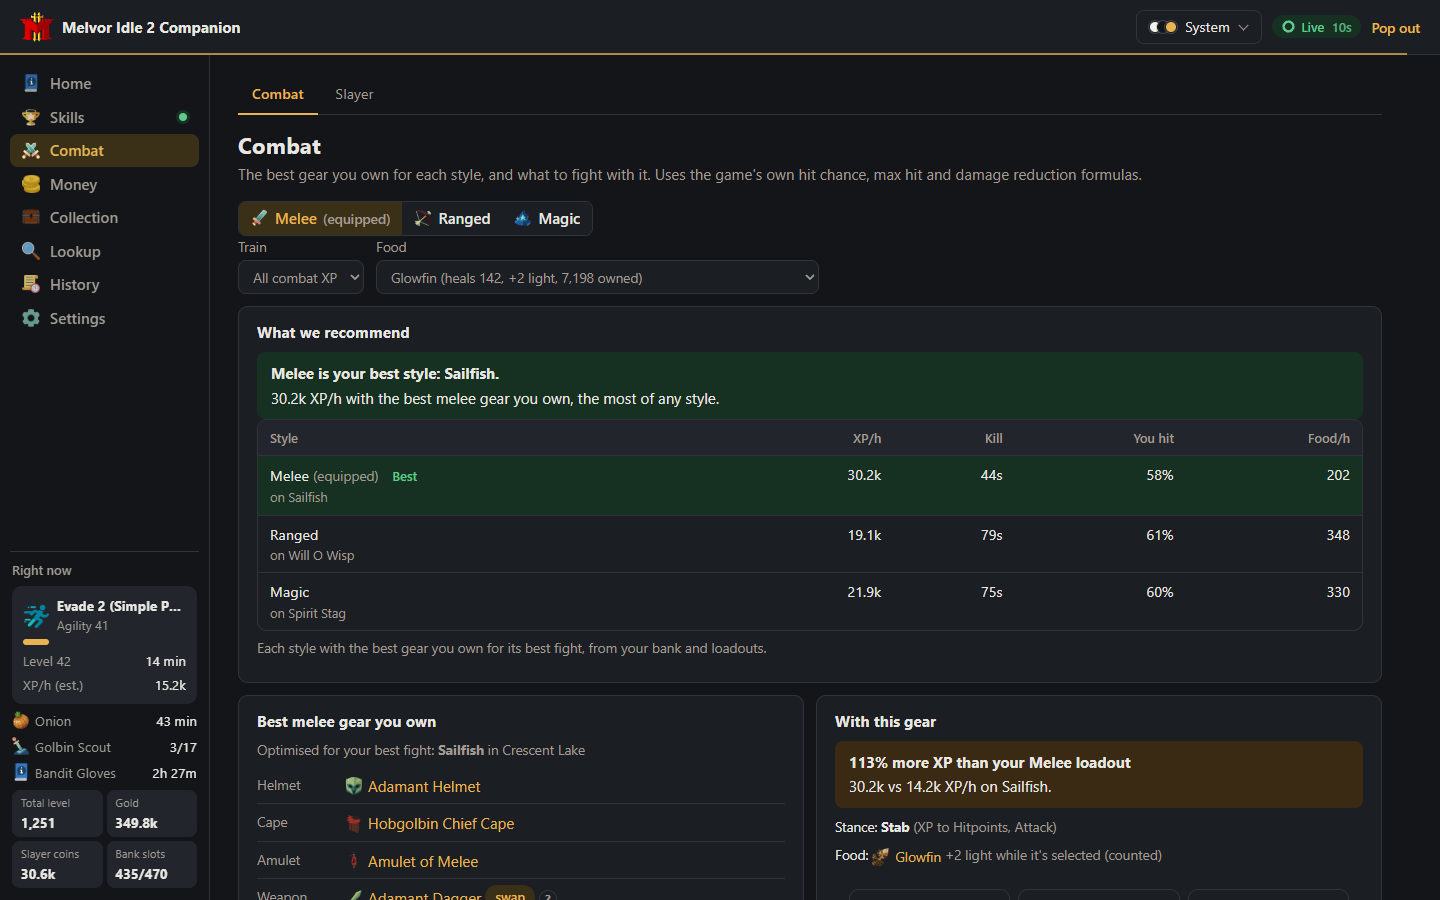 Melvor Idle 2 Companion
System
Live 10s
Pop out
Home
Skills
Combat
Money
Collection
Lookup
History
Settings
Right now
Evade 2 (Simple P...
Agility 41
Level 42 14 min
XP/h (est.) 15.2k
Onion 43 min
Golbin Scout 3/17
Bandit Gloves 2h 27m
Total level Gold
1,251 349.8k
Slayer coins Bank slots
30.6k 435/470
Combat Slayer
Combat
The best gear you own for each style, and what to fight with it. Uses the game's own hit chance, max hit and damage reduction formulas.
Melee (equipped) Ranged Magic
Train Food
All combat XP Glowfin (heals 142, +2 light, 7,198 owned)
What we recommend
Melee is your best style: Sailfish.
30.2k XP/h with the best melee gear you own, the most of any style.
Style XP/h Kill You hit Food/h
Melee (equipped) Best 30.2k 44s 58% 202
on Sailfish
Ranged 19.1k 79s 61% 348
on Will O Wisp
Magic 21.9k 75s 60% 330
on Spirit Stag
Each style with the best gear you own for its best fight, from your bank and loadouts.
Best melee gear you own
Optimised for your best fight: Sailfish in Crescent Lake
Helmet Adamant Helmet
Cape Hobgolbin Chief Cape
Amulet Amulet of Melee
Weapon Adamant Dagger swap ?
With this gear
113% more XP than your Melee loadout
30.2k vs 14.2k XP/h on Sailfish.
Stance: Stab (XP to Hitpoints, Attack)
Food: Glowfin +2 light while it's selected (counted)